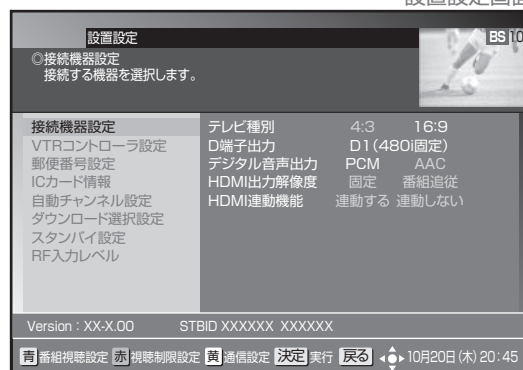 設置設定画面
設置設定
BS 10
◎接続機器設定
接続する機器を選択します。
接続機器設定
VTRコントローラ設定
郵便番号設定
ICカード情報
自動チャンネル設定
ダウンロード選択設定
スタンバイ設定
RF入力レベル
テレビ種別 4:3 16:9
D端子出力 D1(480i固定)
デジタル音声出力 PCM AAC
HDMI出力解像度 固定 番組追従
HDMI連動機能 連動する 連動しない
Version : XX-X.00 STBID XXXXXX XXXXXX
青 番組視聴設定 赤 視聴制限設定 黄 通信設定 決定 実行 戻る 10月20日(木) 20:45